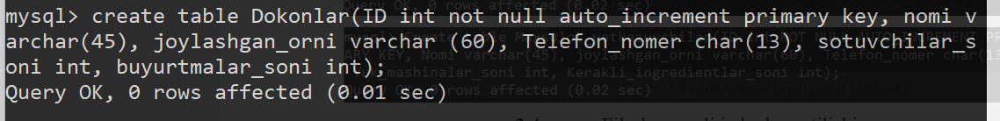 mysql> create table Dokonlar(ID int not null auto_increment primary key, nomi v
archar(45), joylashgan_orni varchar (60), Telefon_nomer char(13), sotuvchilar_s
oni int, buyurtmalar_soni int);
Query OK, 0 rows affected (0.01 sec)